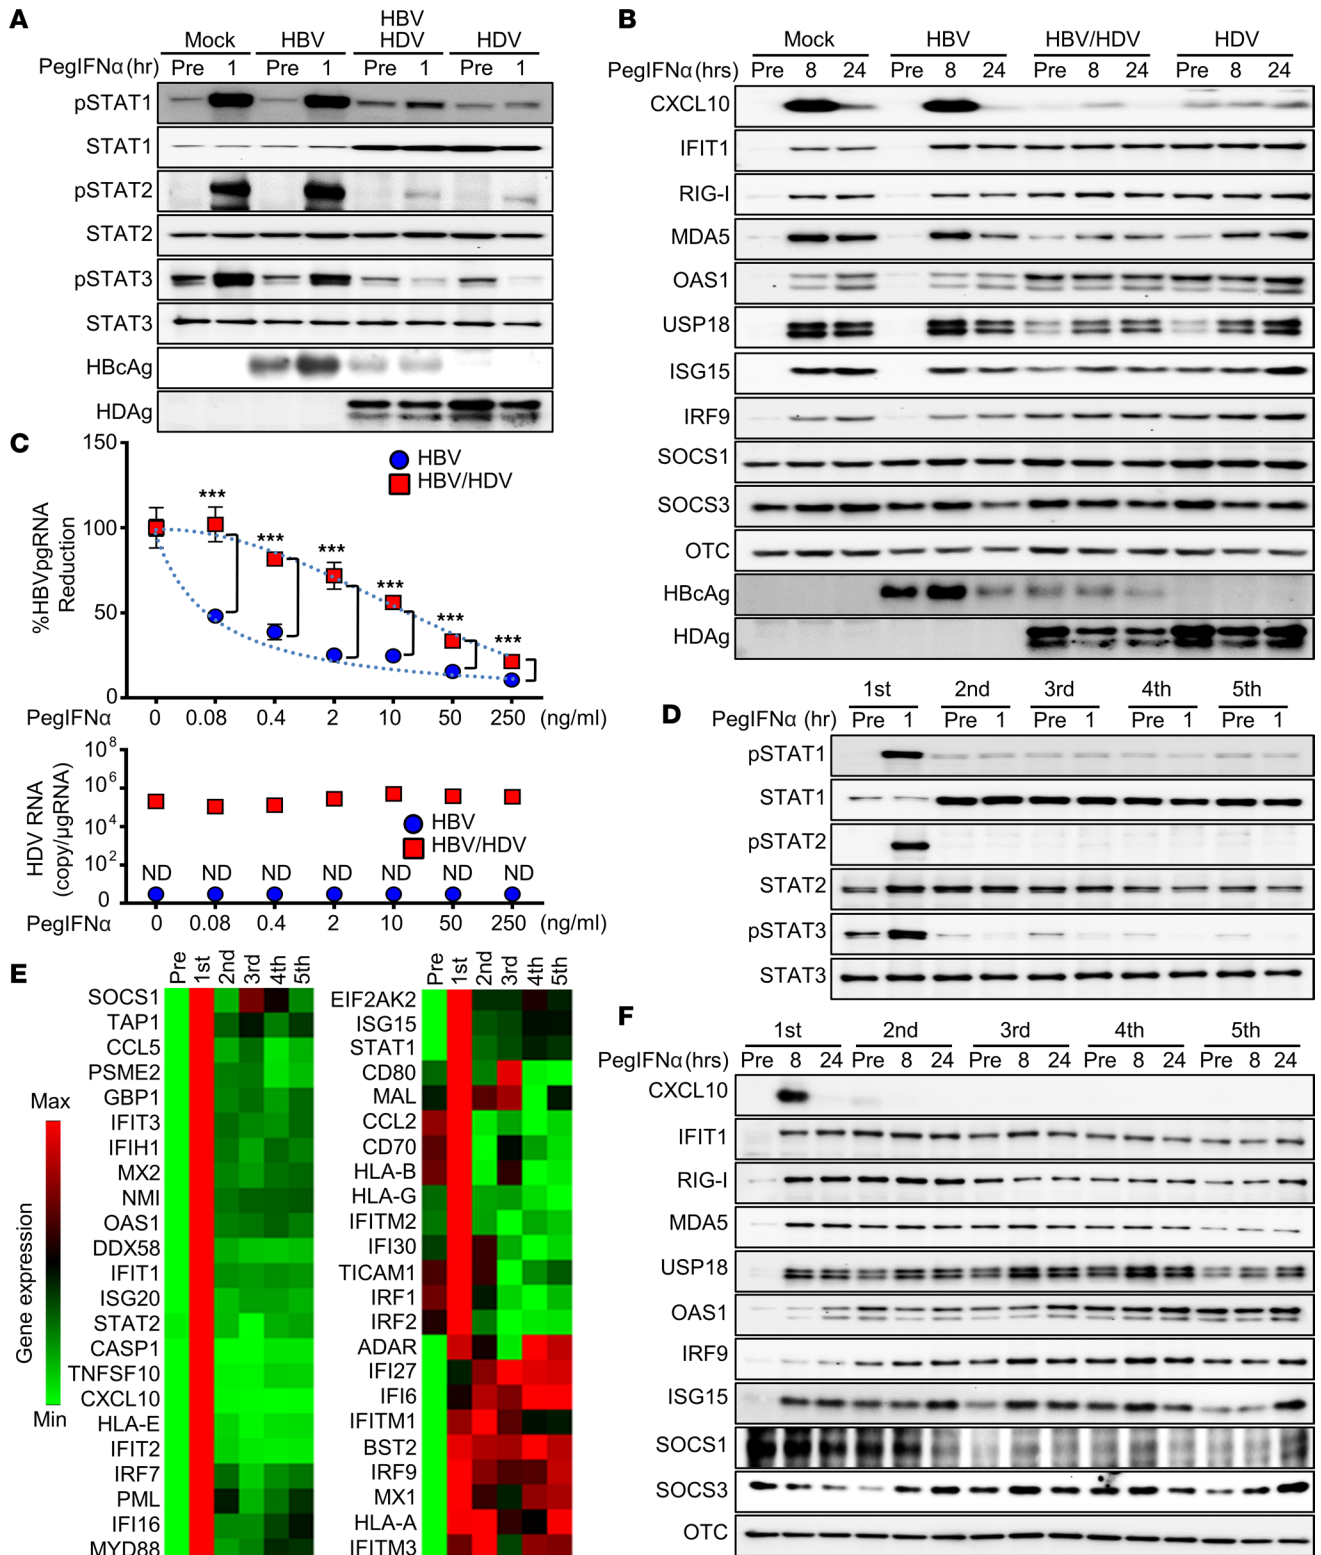 A
HBV
Mock HBV HDV HDV
PegIFNα (hr) Pre 1 Pre 1 Pre 1 Pre 1
pSTAT1
STAT1
pSTAT2
STAT2
pSTAT3
STAT3
HBcAg
HDAg
B
Mock HBV HBV/HDV HDV
PegIFNα (hrs) Pre 8 24 Pre 8 24 Pre 8 24 Pre 8 24
CXCL10
IFIT1
RIG-I
MDA5
OAS1
USP18
ISG15
IRF9
SOCS1
SOCS3
OTC
HBcAg
HDAg
C
%HBVpgRNA
Reduction
150
100
50
0
HBV
HBV/HDV
*** *** *** *** *** ***
PegIFNα 0 0.08 0.4 2 10 50 250 (ng/ml)
HDV RNA
(copy/µgRNA)
10⁸
10⁶
10⁴
10²
0
HBV
HBV/HDV
ND ND ND ND ND ND ND
PegIFNα 0 0.08 0.4 2 10 50 250 (ng/ml)
D
1st 2nd 3rd 4th 5th
PegIFNα (hr) Pre 1 Pre 1 Pre 1 Pre 1 Pre 1
pSTAT1
STAT1
pSTAT2
STAT2
pSTAT3
STAT3
E
Max
Gene expression
Min
Pre 1st 2nd 3rd 4th 5th
SOCS1
TAP1
CCL5
PSME2
GBP1
IFIT3
IFIH1
MX2
NMI
OAS1
DDX58
IFIT1
ISG20
STAT2
CASP1
TNFSF10
CXCL10
HLA-E
IFIT2
IRF7
PML
IFI16
MYD88
Pre 1st 2nd 3rd 4th 5th
EIF2AK2
ISG15
STAT1
CD80
MAL
CCL2
CD70
HLA-B
HLA-G
IFITM2
IFI30
TICAM1
IRF1
IRF2
ADAR
IFI27
IFI6
IFITM1
BST2
IRF9
MX1
HLA-A
IFITM3
F
1st 2nd 3rd 4th 5th
PegIFNα (hrs) Pre 8 24 Pre 8 24 Pre 8 24 Pre 8 24 Pre 8 24
CXCL10
IFIT1
RIG-I
MDA5
USP18
OAS1
IRF9
ISG15
SOCS1
SOCS3
OTC